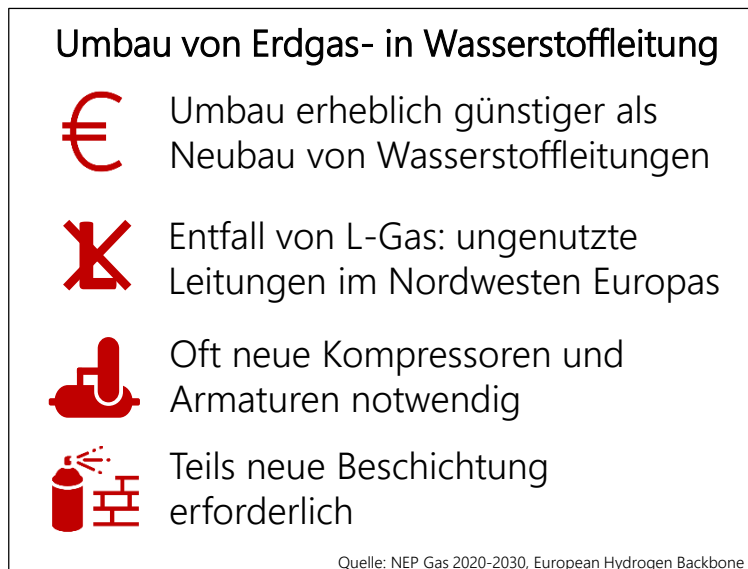 Umbau von Erdgas- in Wasserstoffleitung
€
Umbau erheblich günstiger als
Neubau von Wasserstoffleitungen
L
Entfall von L-Gas: ungenutzte
Leitungen im Nordwesten Europas
Oft neue Kompressoren und
Armaturen notwendig
Teils neue Beschichtung
erforderlich
Quelle: NEP Gas 2020-2030, European Hydrogen Backbone